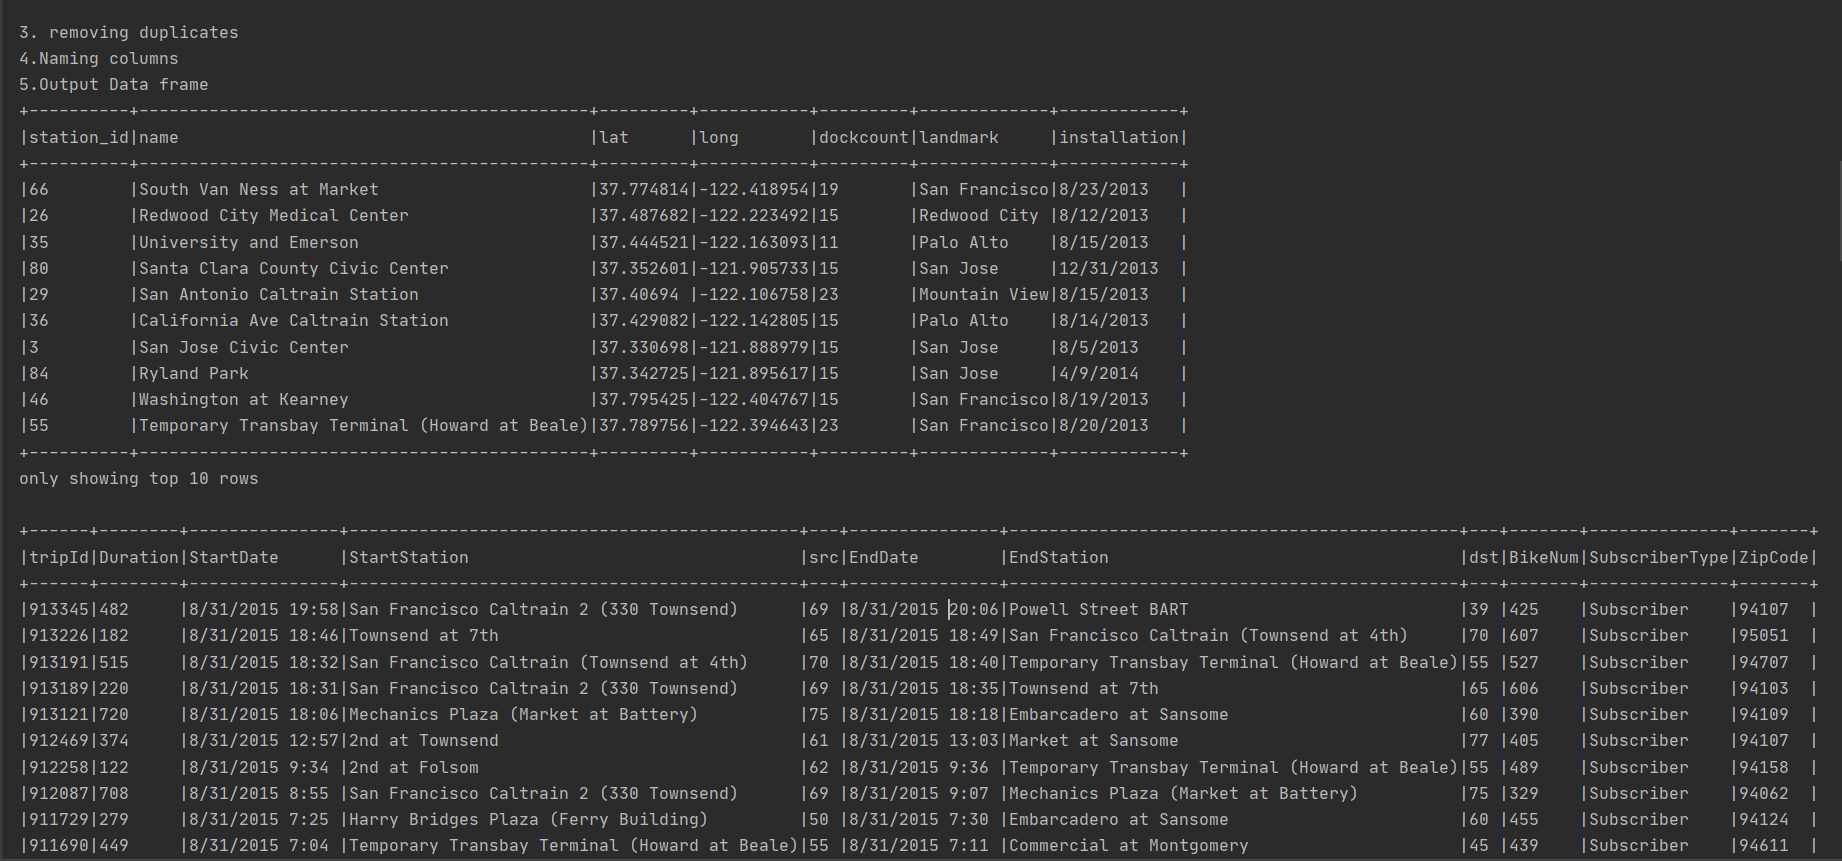 3. removing duplicates
4.Naming columns
5.Output Data frame
+----------+---------------------------------------------+---------+-----------+---------+-------------+------------+
|station_id|name                                         |lat      |long       |dockcount|landmark     |installation|
+----------+---------------------------------------------+---------+-----------+---------+-------------+------------+
|66        |South Van Ness at Market                     |37.774814|-122.418954|19       |San Francisco|8/23/2013   |
|26        |Redwood City Medical Center                  |37.487682|-122.223492|15       |Redwood City |8/12/2013   |
|35        |University and Emerson                       |37.444521|-122.163093|11       |Palo Alto    |8/15/2013   |
|80        |Santa Clara County Civic Center              |37.352601|-121.905733|15       |San Jose     |12/31/2013  |
|29        |San Antonio Caltrain Station                 |37.40694 |-122.106758|23       |Mountain View|8/15/2013   |
|36        |California Ave Caltrain Station              |37.429082|-122.142805|15       |Palo Alto    |8/14/2013   |
|3         |San Jose Civic Center                        |37.330698|-121.888979|15       |San Jose     |8/5/2013    |
|84        |Ryland Park                                  |37.342725|-121.895617|15       |San Jose     |4/9/2014    |
|46        |Washington at Kearney                        |37.795425|-122.404767|15       |San Francisco|8/19/2013   |
|55        |Temporary Transbay Terminal (Howard at Beale)|37.789756|-122.394643|23       |San Francisco|8/20/2013   |
+----------+---------------------------------------------+---------+-----------+---------+-------------+------------+
only showing top 10 rows
+------+--------+---------------+---------------------------------------------+---+---------------+---------------------------------------------+---+-------+--------------+-------+
|tripId|Duration|StartDate      |StartStation                                 |src|EndDate        |EndStation                                   |dst|BikeNum|SubscriberType|ZipCode|
+------+--------+---------------+---------------------------------------------+---+---------------+---------------------------------------------+---+-------+--------------+-------+
|913345|482     |8/31/2015 19:58|San Francisco Caltrain 2 (330 Townsend)      |69 |8/31/2015 20:06|Powell Street BART                           |39 |425    |Subscriber    |94107  |
|913226|182     |8/31/2015 18:46|Townsend at 7th                              |65 |8/31/2015 18:49|San Francisco Caltrain (Townsend at 4th)     |70 |607    |Subscriber    |95051  |
|913191|515     |8/31/2015 18:32|San Francisco Caltrain (Townsend at 4th)     |70 |8/31/2015 18:40|Temporary Transbay Terminal (Howard at Beale)|55 |527    |Subscriber    |94707  |
|913189|220     |8/31/2015 18:31|San Francisco Caltrain 2 (330 Townsend)      |69 |8/31/2015 18:35|Townsend at 7th                              |65 |606    |Subscriber    |94103  |
|913121|720     |8/31/2015 18:06|Mechanics Plaza (Market at Battery)          |75 |8/31/2015 18:18|Embarcadero at Sansome                       |60 |390    |Subscriber    |94109  |
|912469|374     |8/31/2015 12:57|2nd at Townsend                              |61 |8/31/2015 13:03|Market at Sansome                            |77 |405    |Subscriber    |94107  |
|912258|122     |8/31/2015 9:34 |2nd at Folsom                                |62 |8/31/2015 9:36 |Temporary Transbay Terminal (Howard at Beale)|55 |489    |Subscriber    |94158  |
|912087|708     |8/31/2015 8:55 |San Francisco Caltrain 2 (330 Townsend)      |69 |8/31/2015 9:07 |Mechanics Plaza (Market at Battery)          |75 |329    |Subscriber    |94062  |
|911729|279     |8/31/2015 7:25 |Harry Bridges Plaza (Ferry Building)         |50 |8/31/2015 7:30 |Embarcadero at Sansome                       |60 |455    |Subscriber    |94124  |
|911690|449     |8/31/2015 7:04 |Temporary Transbay Terminal (Howard at Beale)|55 |8/31/2015 7:11 |Commercial at Montgomery                     |45 |439    |Subscriber    |94611  |